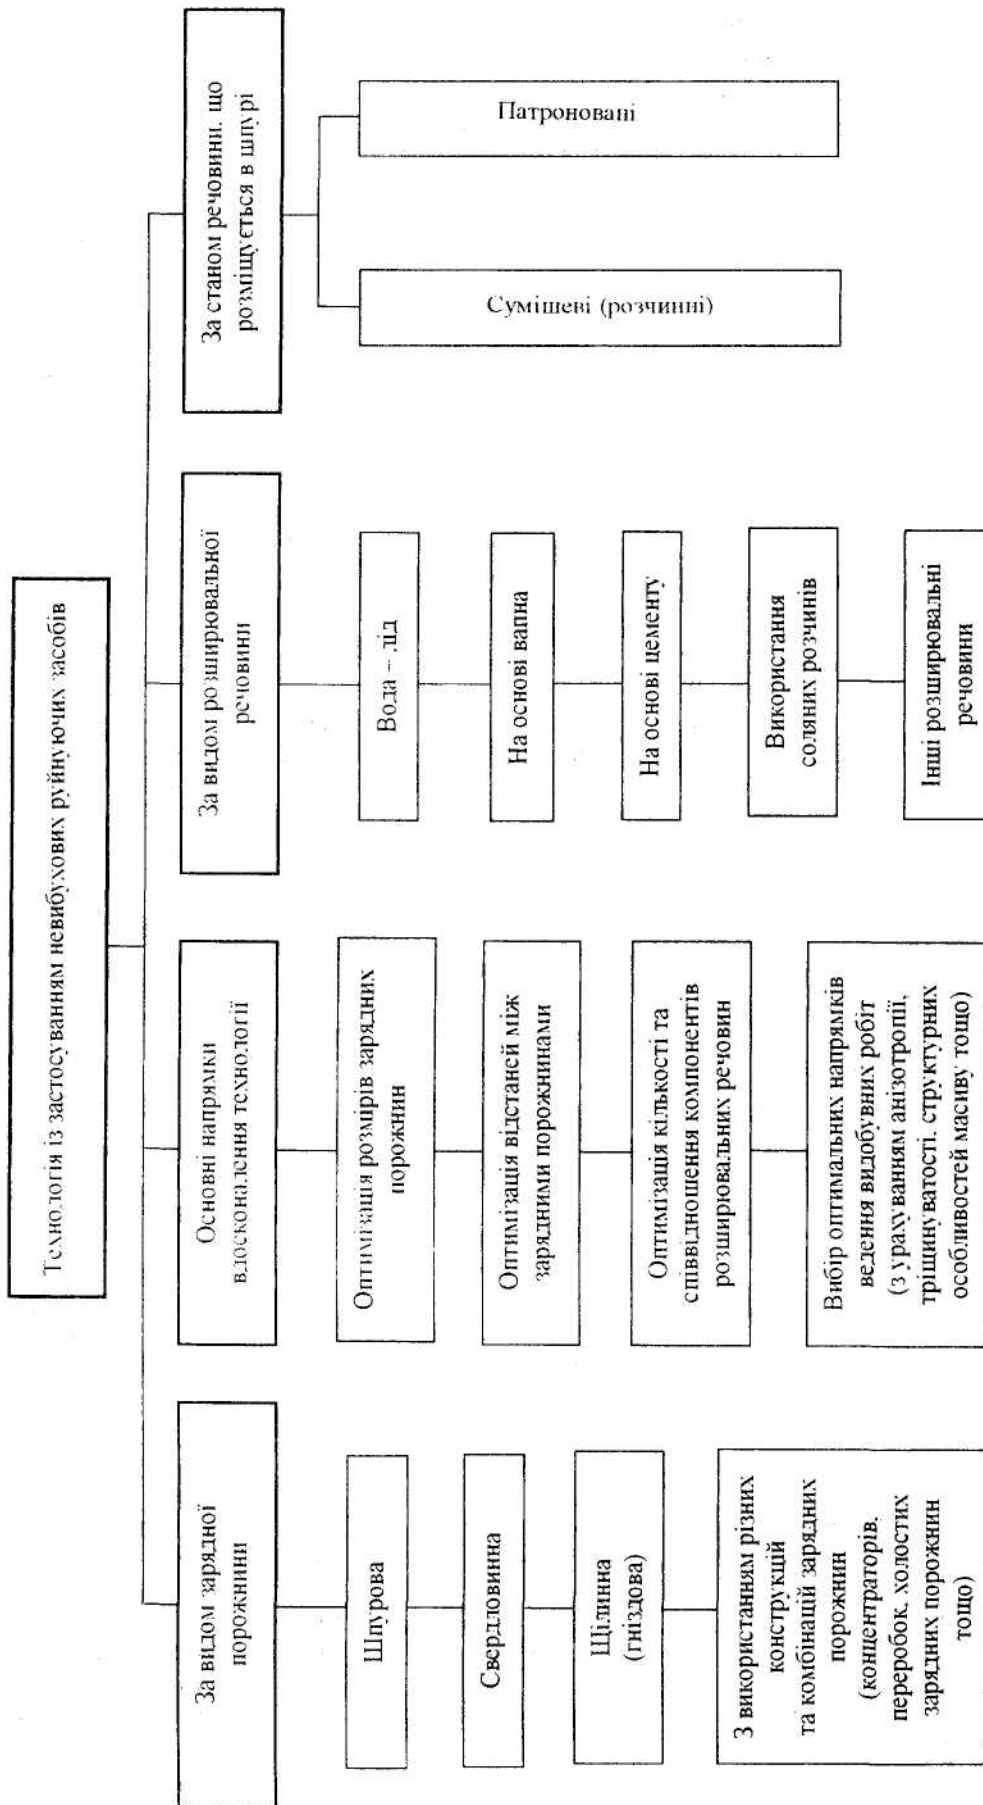 Технологія із застосуванням невибухових руйнуючих засобів
За видом зарядної
порожнини
Шпурова
Свердловинна
Щілинна
(гніздова)
З використанням різних
конструкцій
та комбінацій зарядних
порожнин
(концентраторів,
переробок, холостих
зарядних порожнин
тощо)
Основні напрямки
вдосконалення технології
Оптимізація розмірів зарядних
порожнин
Оптимізація відстаней між
зарядними порожнинами
Оптимізація кількості та
співвідношення компонентів
розширювальних речовин
Вибір оптимальних напрямків
ведення видобувних робіт
(з урахуванням анізотропії,
тріщинуватості, структурних
особливостей масиву тощо)
За видом розширювальної
речовини
Вода – лід
На основі вапна
На основі цементу
Використання
соляних розчинів
Інші розширювальні
речовини
За станом речовини, що
розміщується в шпурі
Сумішеві (розчинні)
Патроновані